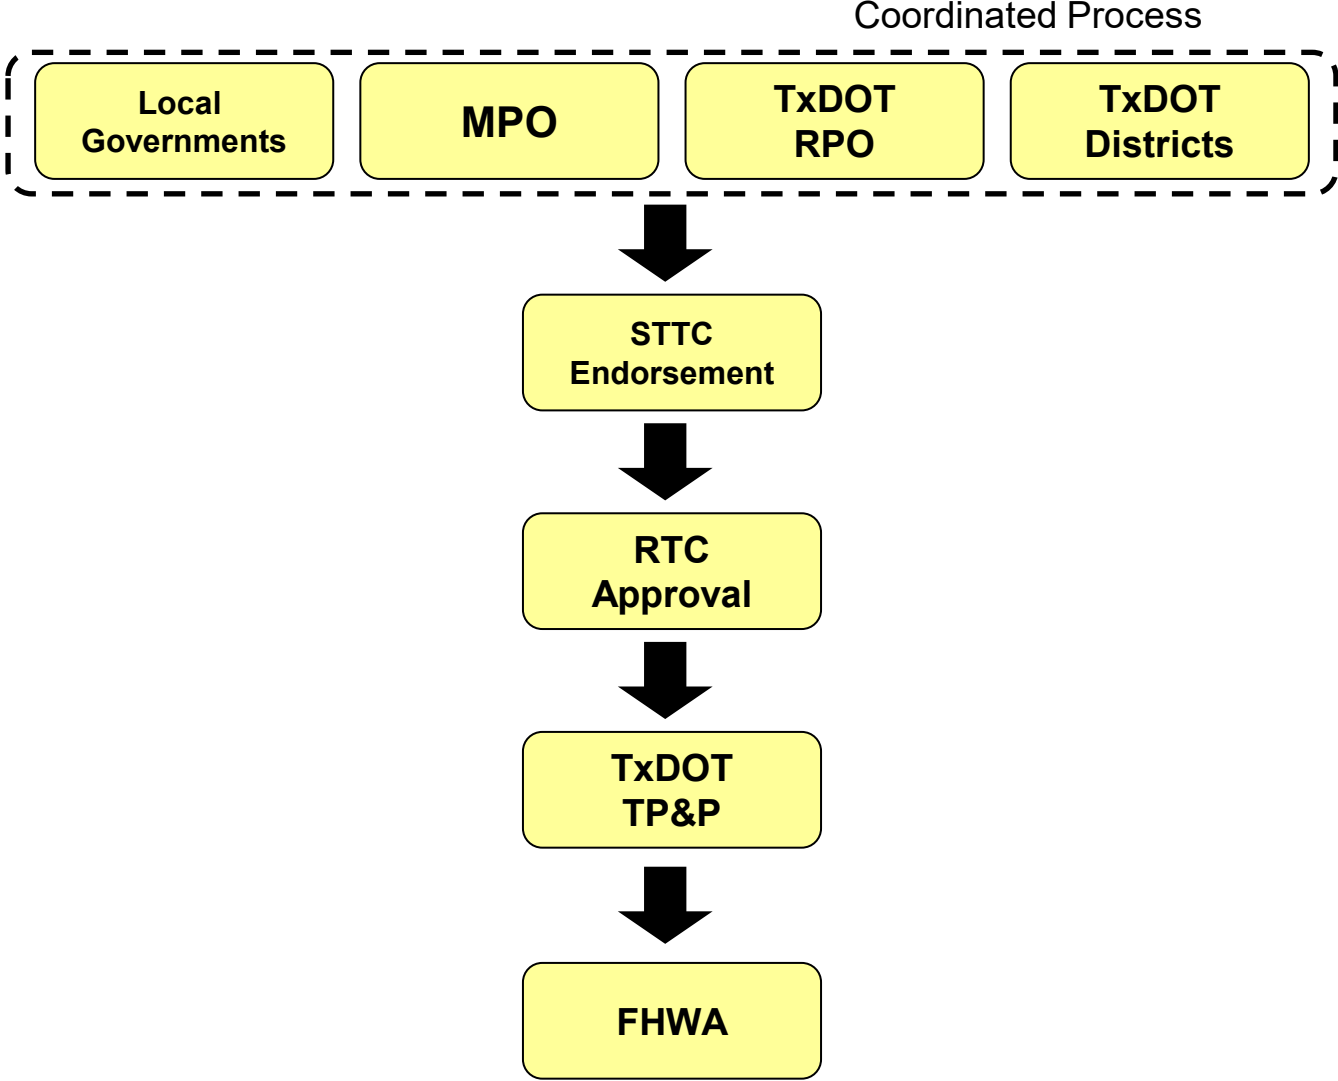 Coordinated Process
Local
Governments
MPO
TxDOT
RPO
TxDOT
Districts
STTC
Endorsement
RTC
Approval
TxDOT
TP&P
FHWA